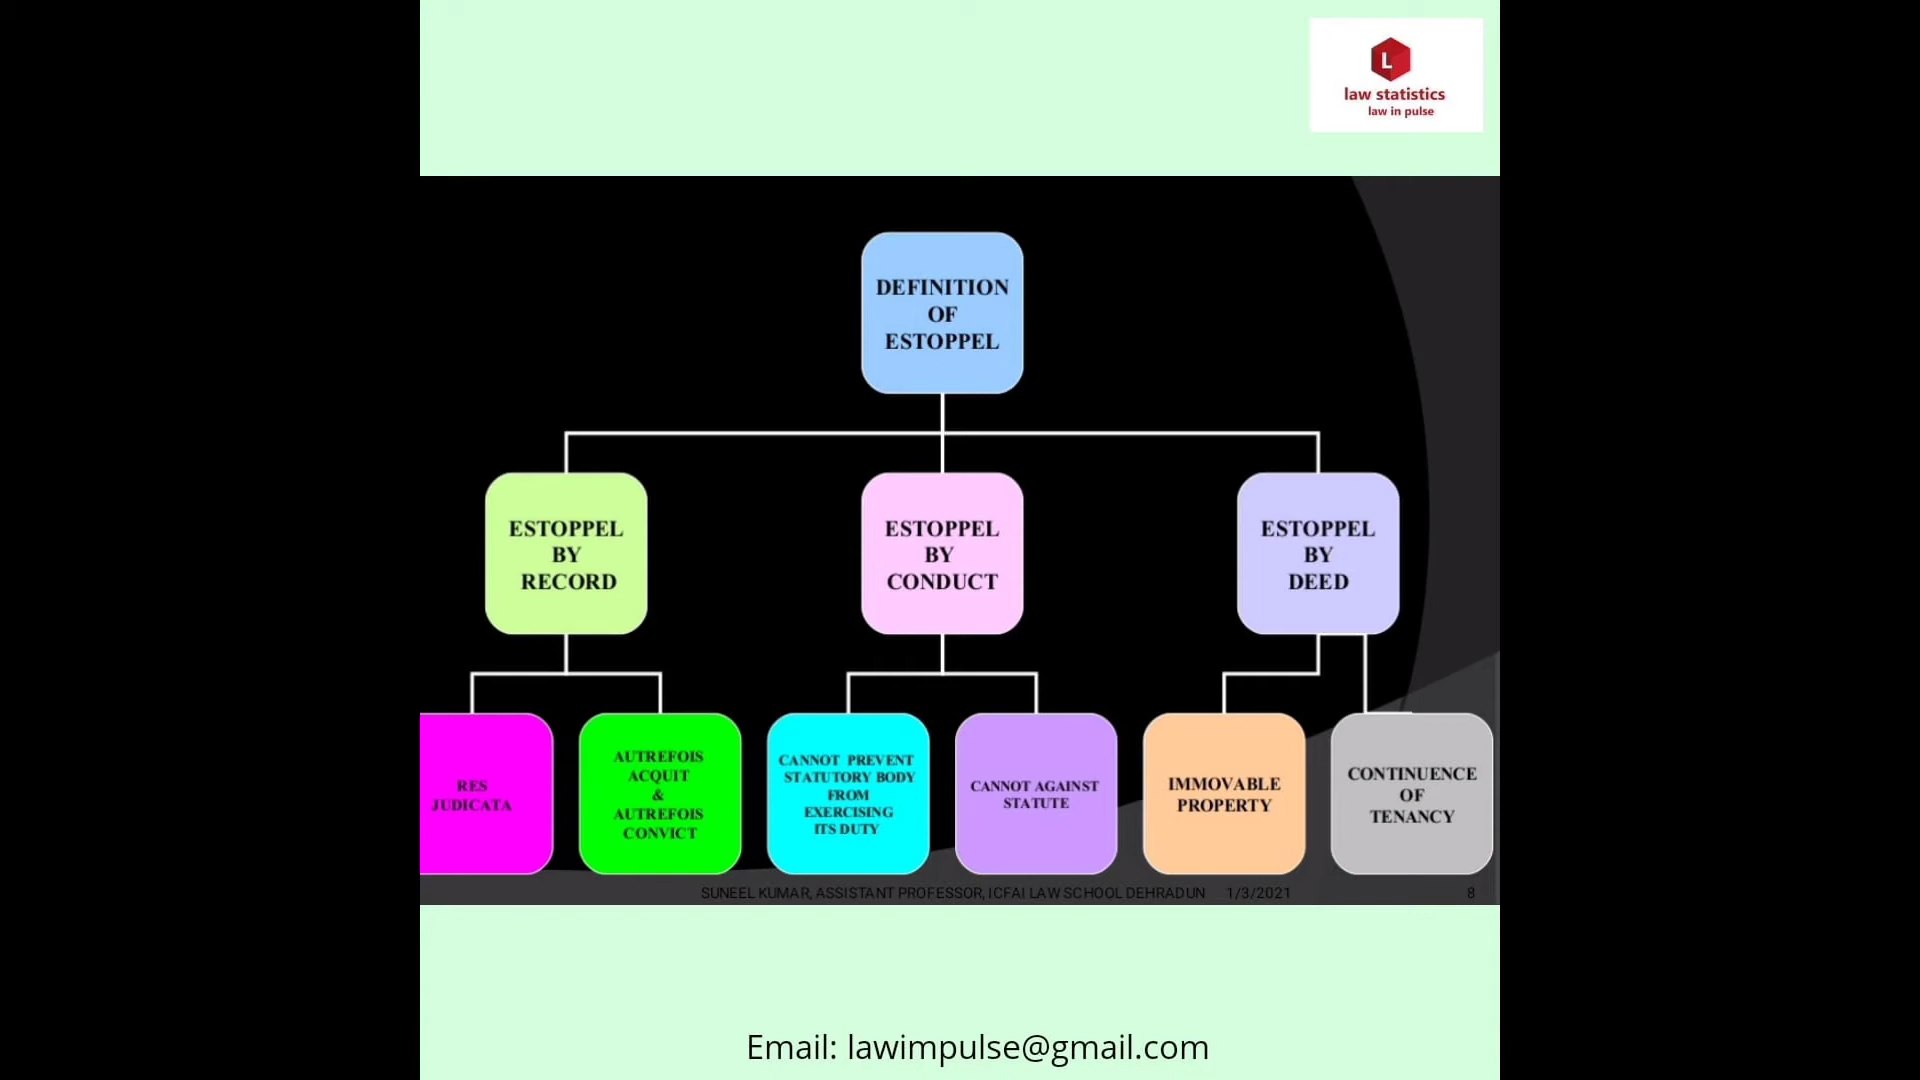 L
law statistics
law in pulse
DEFINITION
OF
ESTOPPEL
ESTOPPEL
BY
RECORD
ESTOPPEL
BY
CONDUCT
ESTOPPEL
BY
DEED
RES
JUDICATA
AUTREFOIS
ACQUIT
&
AUTREFOIS
CONVICT
CANNOT PREVENT
STATUTORY BODY
FROM
EXERCISING
ITS DUTY
CANNOT AGAINST
STATUTE
IMMOVABLE
PROPERTY
CONTINUENCE
OF
TENANCY
SUNEEL KUMAR, ASSISTANT PROFESSOR, ICFAI LAW SCHOOL DEHRADUN 1/3/2021 8
Email: lawimpulse@gmail.com